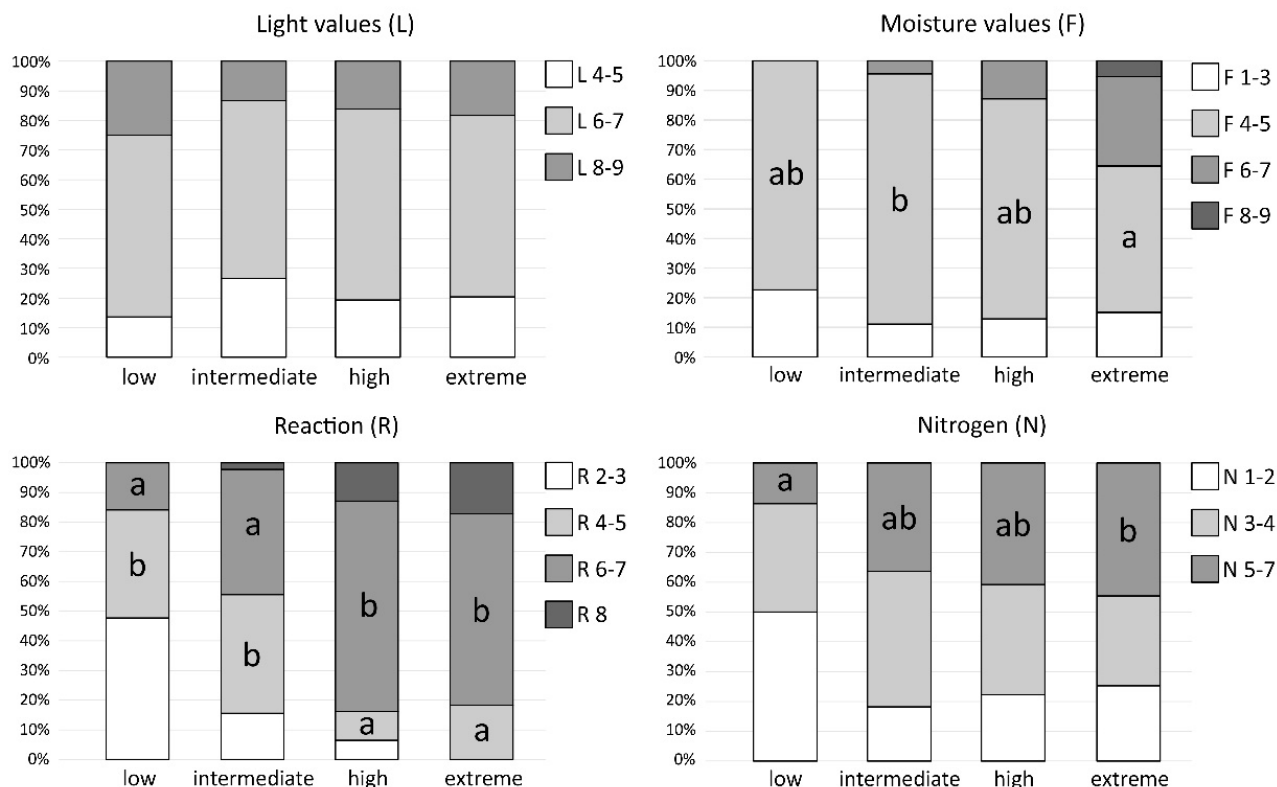 Light values (L)
100%
90%
80%
70%
60%
50%
40%
30%
20%
10%
0%
low intermediate high extreme
L 4-5
L 6-7
L 8-9
Moisture values (F)
100%
90%
80%
70%
60%
50%
40%
30%
20%
10%
0%
ab b ab a
low intermediate high extreme
F 1-3
F 4-5
F 6-7
F 8-9
Reaction (R)
100%
90%
80%
70%
60%
50%
40%
30%
20%
10%
0%
a a b b
b b a a
low intermediate high extreme
R 2-3
R 4-5
R 6-7
R 8
Nitrogen (N)
100%
90%
80%
70%
60%
50%
40%
30%
20%
10%
0%
a ab ab b
low intermediate high extreme
N 1-2
N 3-4
N 5-7